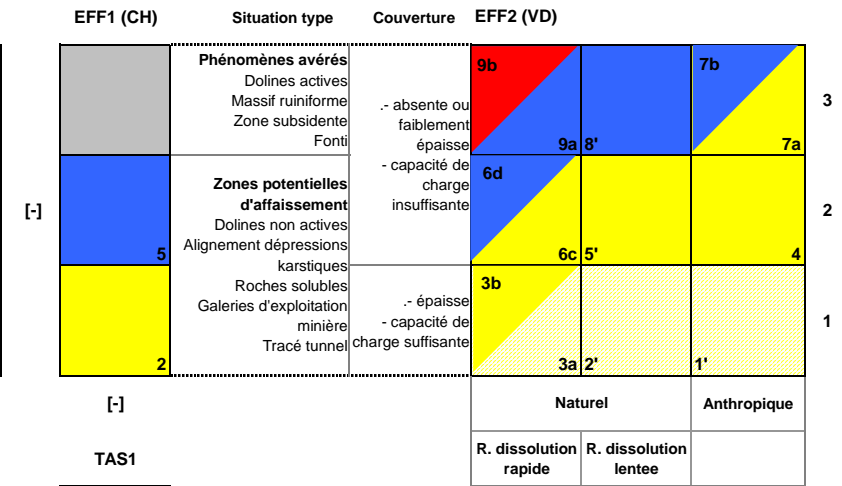 EFF1 (CH) Situation type Couverture EFF2 (VD)
Phénomènes avérés
Dolines actives
Massif ruiniforme
Zone subsidente
Fonti
.- absente ou
faiblement
épaisse
- capacité de
charge
insuffisante
9b
9a
8'
7b
7a
3
[-]
5
Zones potentielles
d'affaissement
Dolines non actives
Alignement dépressions
karstiques
Roches solubles
Galeries d'exploitation
minière
Tracé tunnel
6d
6c
5'
4
2
2
.- épaisse
- capacité de
charge suffisante
3b
3a
2'
1'
1
[-]
Naturel Anthropique
TAS1
R. dissolution
rapide
R. dissolution
lentee